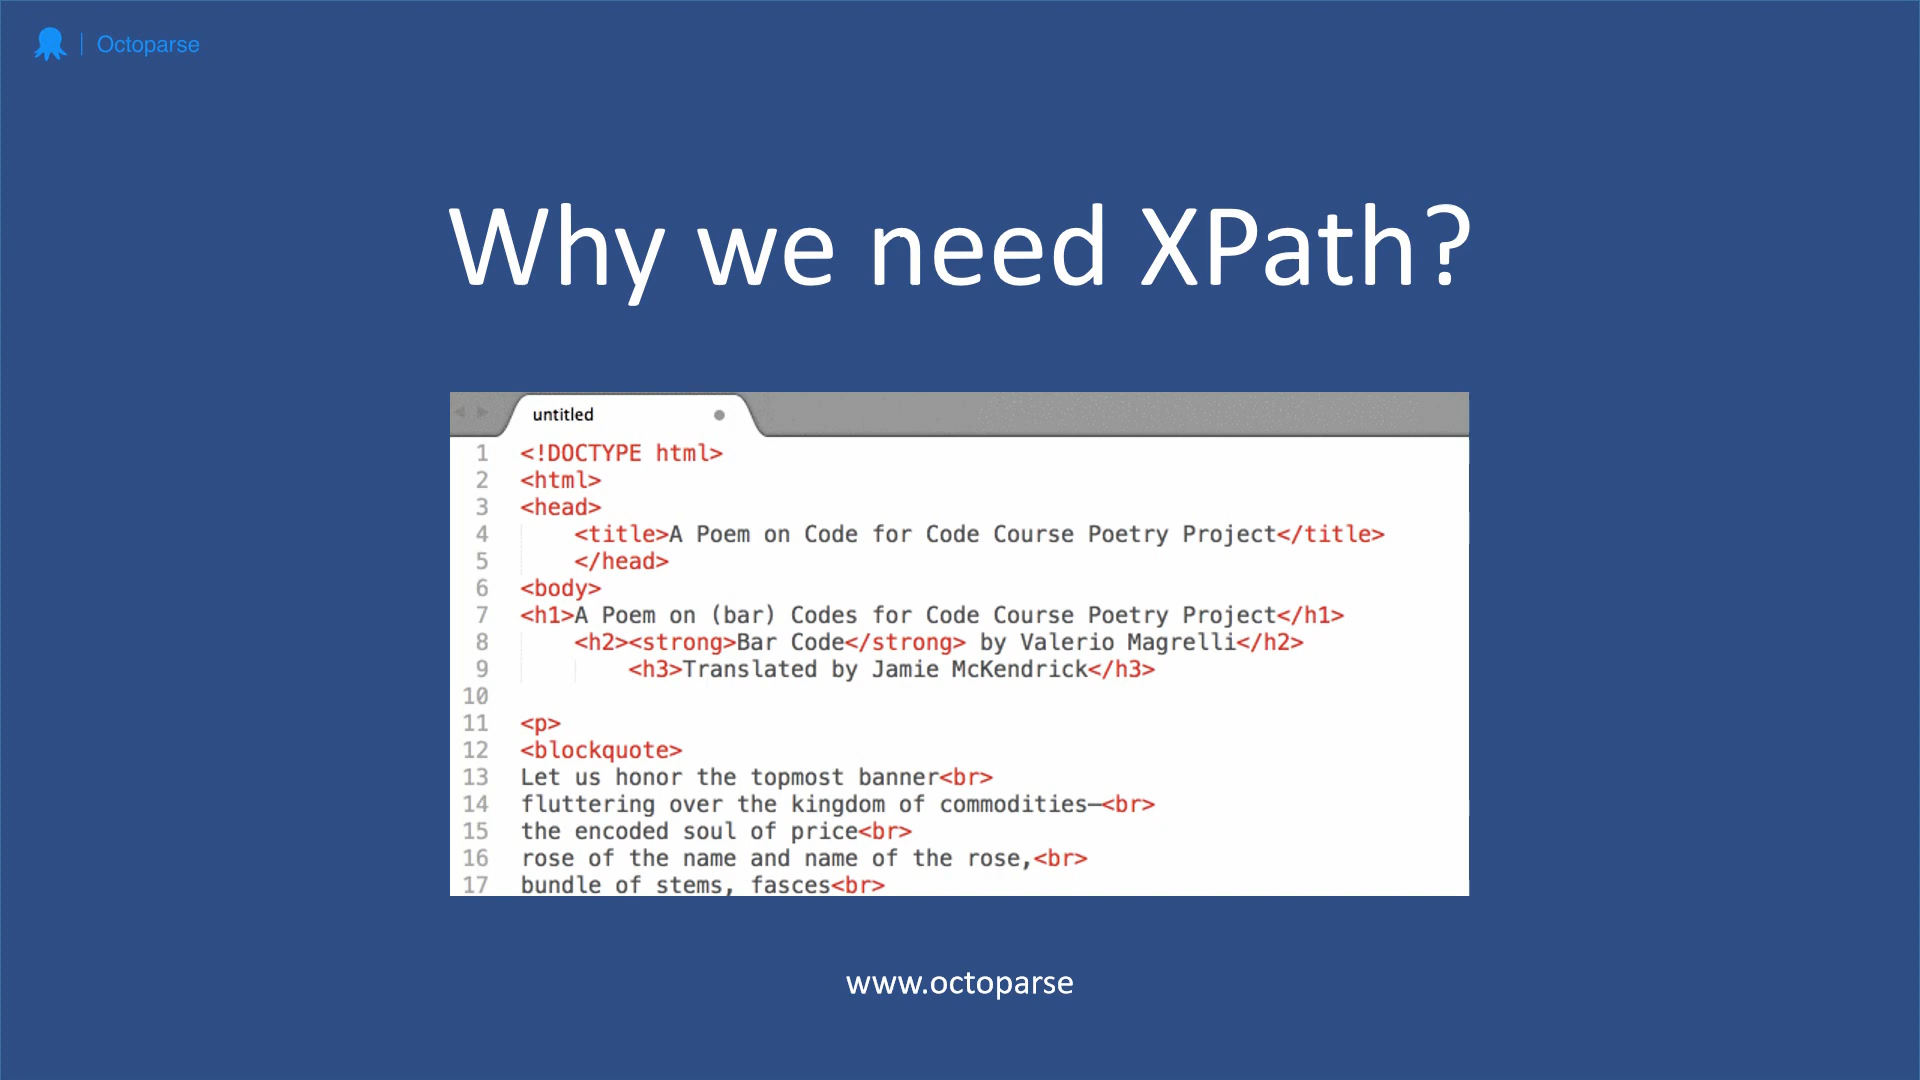 Octoparse
Why we need XPath?
untitled
1 <!DOCTYPE html>
2 <html>
3 <head>
4 <title>A Poem on Code for Code Course Poetry Project</title>
5 </head>
6 <body>
7 <h1>A Poem on (bar) Codes for Code Course Poetry Project</h1>
8 <h2><strong>Bar Code</strong> by Valerio Magrelli</h2>
9 <h3>Translated by Jamie McKendrick</h3>
10
11 <p>
12 <blockquote>
13 Let us honor the topmost banner<br>
14 fluttering over the kingdom of commodities—<br>
15 the encoded soul of price<br>
16 rose of the name and name of the rose,<br>
17 bundle of stems, fasces<br>
www.octoparse